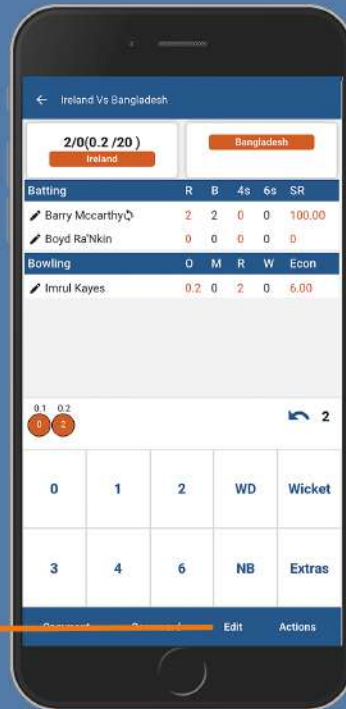 ← Ireland Vs Bangladesh
2/0(0.2 /20 )
Ireland
Bangladesh
Batting R B 4s 6s SR
Barry Mccarthy 2 2 0 0 100.00
Boyd Ra'Nkin 0 0 0 0 0
Bowling O M R W Econ
Imrul Kayes 0.2 0 2 0 6.00
0.1 0.2
0 2
2
0 1 2 WD Wicket
3 4 6 NB Extras
Edit Actions